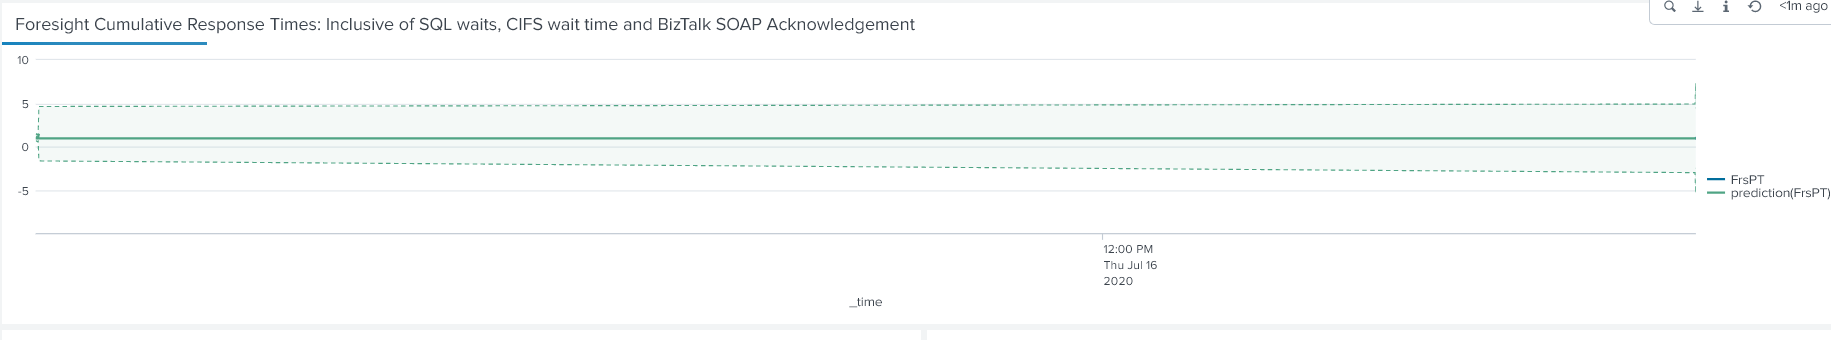 <1m ago
Foresight Cumulative Response Times: Inclusive of SQL waits, CIFS wait time and BizTalk SOAP Acknowledgement
10
5
0
-5
FrsPT
prediction(FrsPT)
12:00 PM
Thu Jul 16
2020
_time